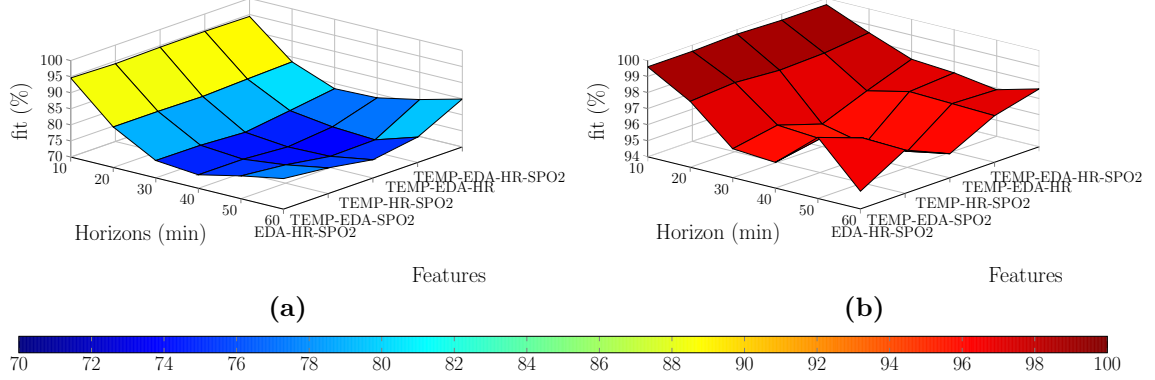 100
95
90
85
80
75
70
fit (%)
10
20
30
40
50
60
Horizons (min)
TEMP-EDA-HR-SPO2
TEMP-EDA-HR
TEMP-HR-SPO2
TEMP-EDA-SPO2
EDA-HR-SPO2
Features
(a)
100
99
98
97
96
95
94
fit (%)
10
20
30
40
50
60
Horizon (min)
TEMP-EDA-HR-SPO2
TEMP-EDA-HR
TEMP-HR-SPO2
TEMP-EDA-SPO2
EDA-HR-SPO2
Features
(b)
70 72 74 76 78 80 82 84 86 88 90 92 94 96 98 100